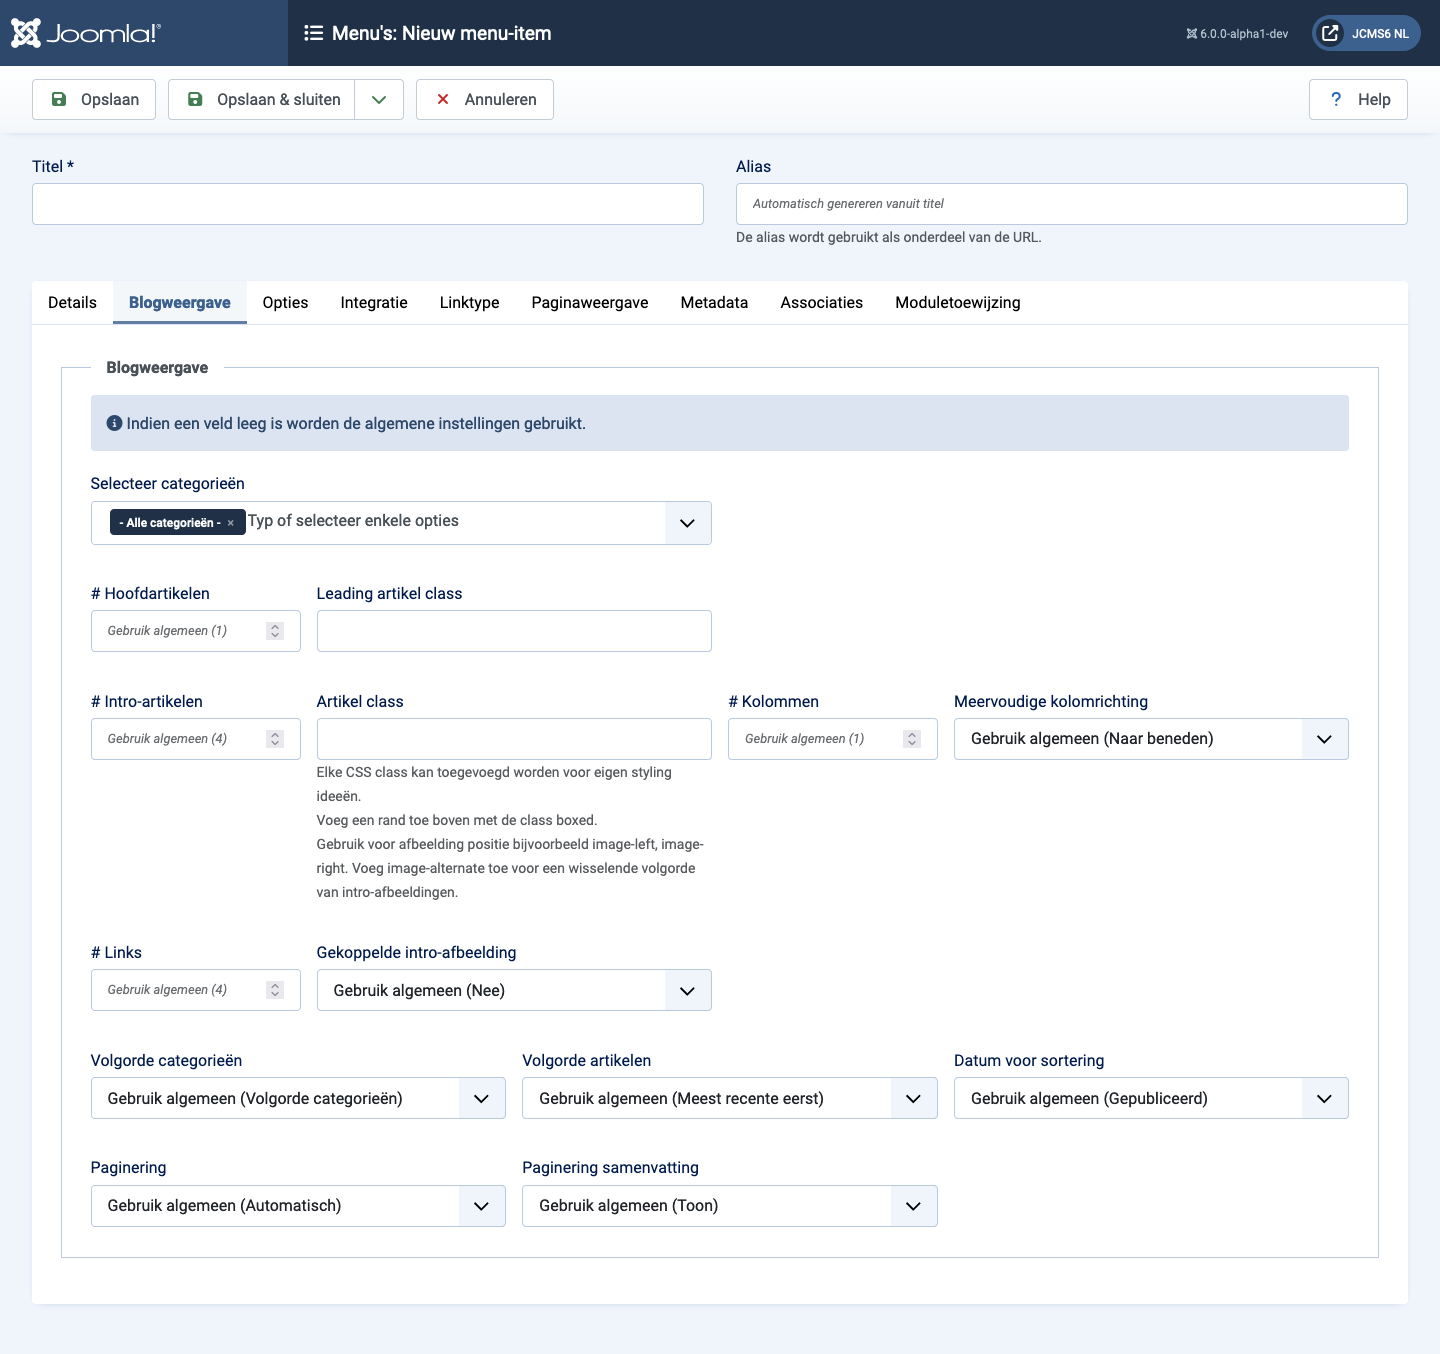 Joomla!®
Menu's: Nieuw menu-item
6.0.0-alpha1-dev
JCMS6 NL
Opslaan
Opslaan & sluiten
Annuleren
? Help
Titel *
Alias
Automatisch genereren vanuit titel
De alias wordt gebruikt als onderdeel van de URL.
Details Blogweergave Opties Integratie Linktype Paginaweergave Metadata Associaties Moduletoewijzing
Blogweergave
Indien een veld leeg is worden de algemene instellingen gebruikt.
Selecteer categorieën
- Alle categorieën - × Typ of selecteer enkele opties
# Hoofdartikelen Leading artikel class
Gebruik algemeen (1)
# Intro-artikelen Artikel class # Kolommen Meervoudige kolomrichting
Gebruik algemeen (4) Gebruik algemeen (1) Gebruik algemeen (Naar beneden)
Elke CSS class kan toegevoegd worden voor eigen styling
ideeën.
Voeg een rand toe boven met de class boxed.
Gebruik voor afbeelding positie bijvoorbeeld image-left, image-
right. Voeg image-alternate toe voor een wisselende volgorde
van intro-afbeeldingen.
# Links Gekoppelde intro-afbeelding
Gebruik algemeen (4) Gebruik algemeen (Nee)
Volgorde categorieën Volgorde artikelen Datum voor sortering
Gebruik algemeen (Volgorde categorieën) Gebruik algemeen (Meest recente eerst) Gebruik algemeen (Gepubliceerd)
Paginering Paginering samenvatting
Gebruik algemeen (Automatisch) Gebruik algemeen (Toon)